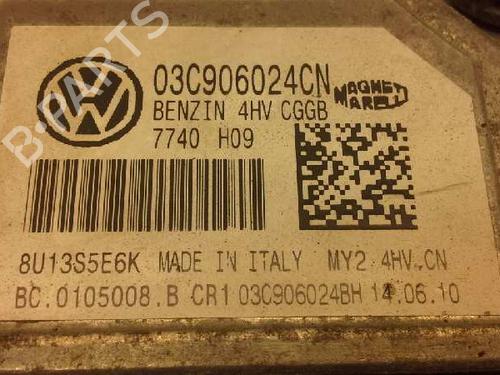 03C906024CN
BENZIN 4HV CGGB
MAGNETI MARELLI
7740 H09
8U13S5E6K MADE IN ITALY MY2 4HV.CN
BC.0105008.B CR1 03C906024BH 14.06.10
B-PARTS